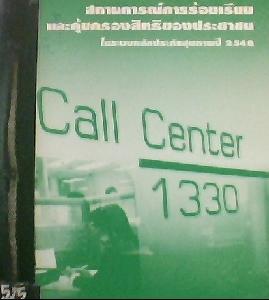 สถานการณ์การร้องเรียน
และคุ้มครองสิทธิของประชาชน
ในระบบหลักประกันสุขภาพปี 2546
Call Center
1330
515